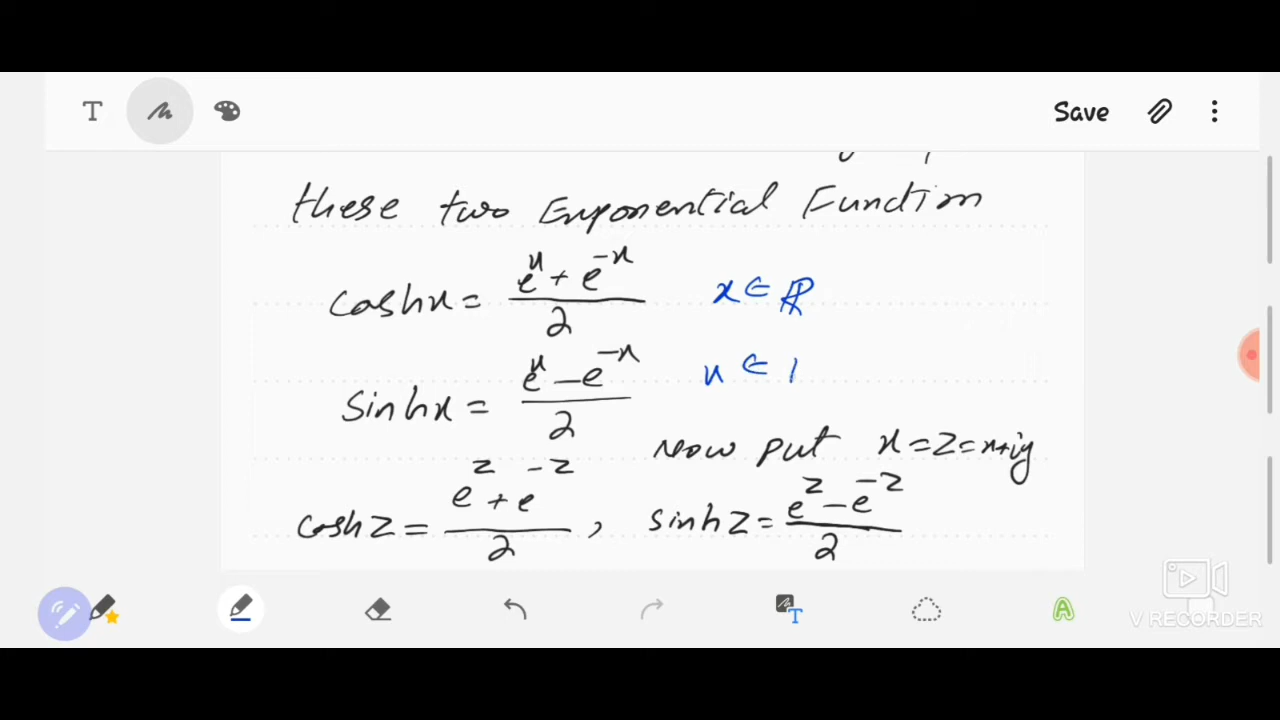 Save
these two Exponential Function
coshx = e^x + e^-x / 2 x ∈ ℝ
Sinhx = e^x - e^-x / 2 x ∈
Now put x = z = x+iy
coshz = e^z + e^-z / 2 , sinhz = e^z - e^-z / 2
V RECORDER